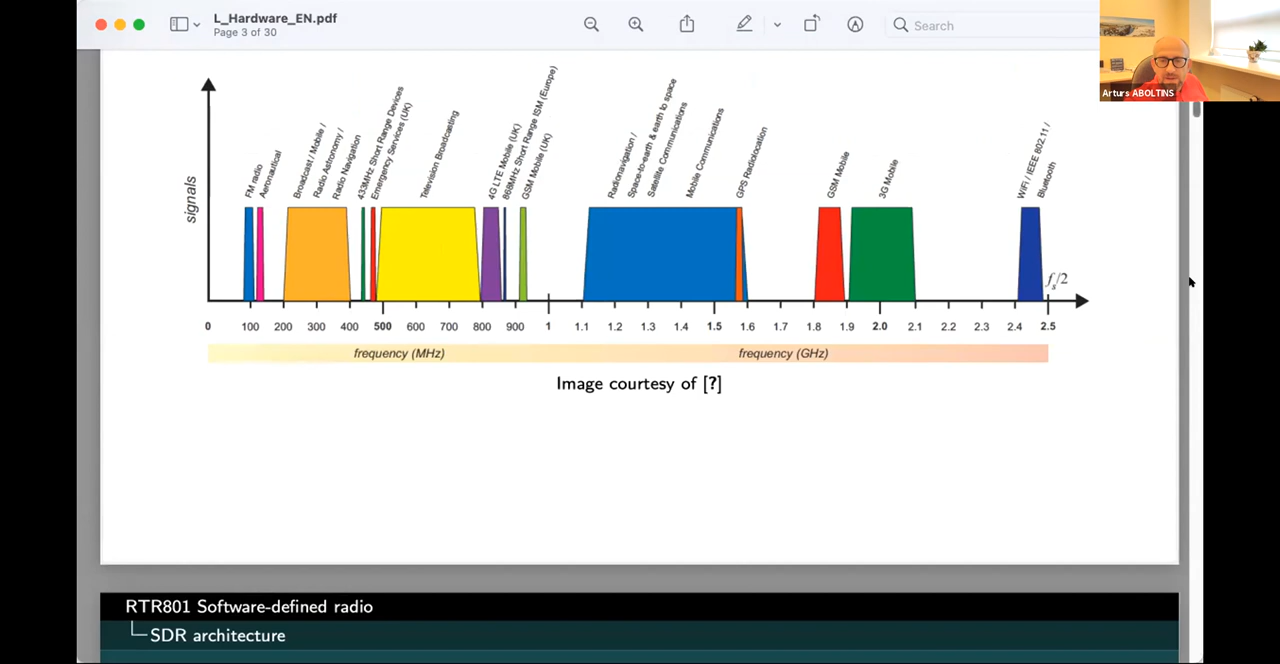 L_Hardware_EN.pdf
Page 3 of 30
Search
Arturs ABOLTINS
signals
FM radio
Aeronautical
Broadcast / Mobile /
Radio Astronomy /
Radio Navigation
433MHz Short Range Devices
Emergency Services (UK)
Television Broadcasting
4G LTE Mobile (UK)
868MHz Short Range ISM (Europe)
GSM Mobile (UK)
Radionavigation /
Space-to-earth & earth to space
Satellite Communications
Mobile Communications
GPS Radiolocation
GSM Mobile
3G Mobile
WiFi / IEEE 802.11 /
Bluetooth
fs/2
0 100 200 300 400 500 600 700 800 900 1 1.1 1.2 1.3 1.4 1.5 1.6 1.7 1.8 1.9 2.0 2.1 2.2 2.3 2.4 2.5
frequency (MHz) frequency (GHz)
Image courtesy of [?]
RTR801 Software-defined radio
SDR architecture